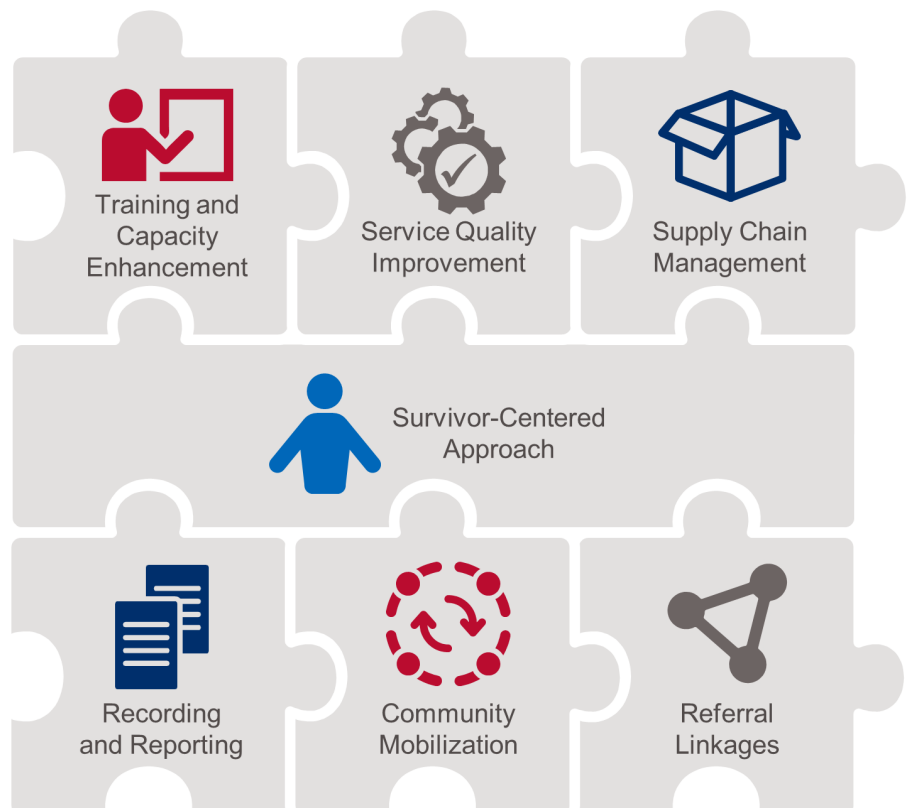 Training and
Capacity
Enhancement
Service Quality
Improvement
Supply Chain
Management
Survivor-Centered
Approach
Recording
and Reporting
Community
Mobilization
Referral
Linkages